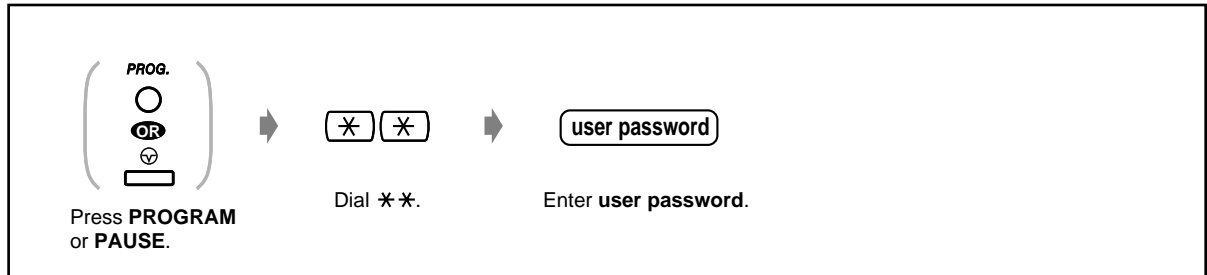 PROG.
OR
✳ ✳
user password
Press PROGRAM
or PAUSE.
Dial ✳✳.
Enter user password.